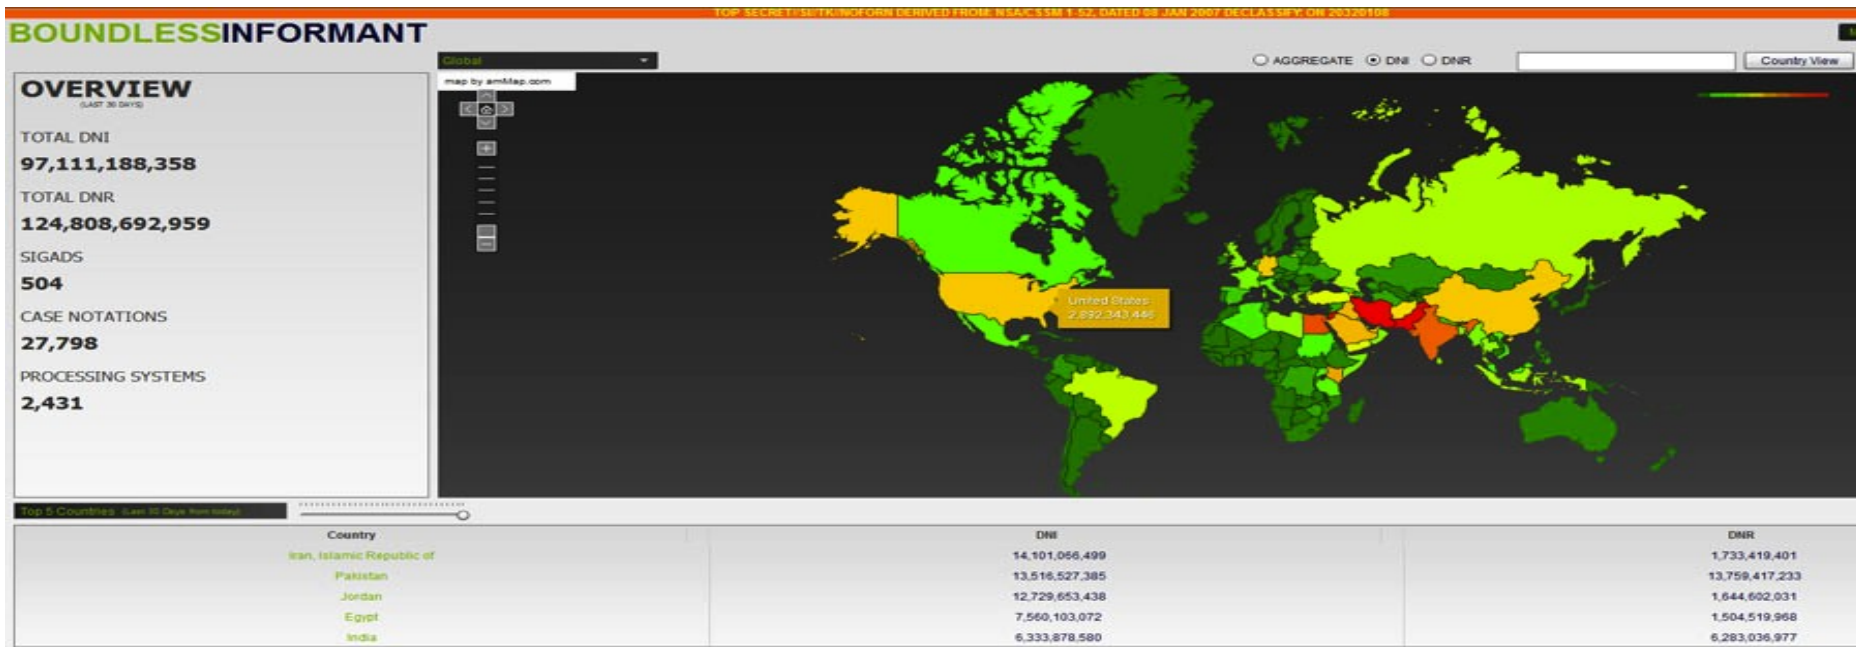 TOP SECRET//SI//TK//NOFORN DERIVED FROM: NSA/CSSM 1-52, DATED 08 JAN 2007 DECLASSIFY ON 20320108
BOUNDLESSINFORMANT
Global
AGGREGATE
DNI
DNR
Country View
map by amMap.com
OVERVIEW
(LAST 30 DAYS)
TOTAL DNI
97,111,188,358
TOTAL DNR
124,808,692,959
SIGADS
504
CASE NOTATIONS
27,798
PROCESSING SYSTEMS
2,431
United States
2,892,343,446
Top 5 Countries (Last 30 Days from today)
Country DNI DNR
Iran, Islamic Republic of 14,101,066,499 1,733,419,401
Pakistan 13,516,527,385 13,759,417,233
Jordan 12,729,653,438 1,644,602,031
Egypt 7,560,103,072 1,504,519,968
India 6,333,878,580 6,283,036,977